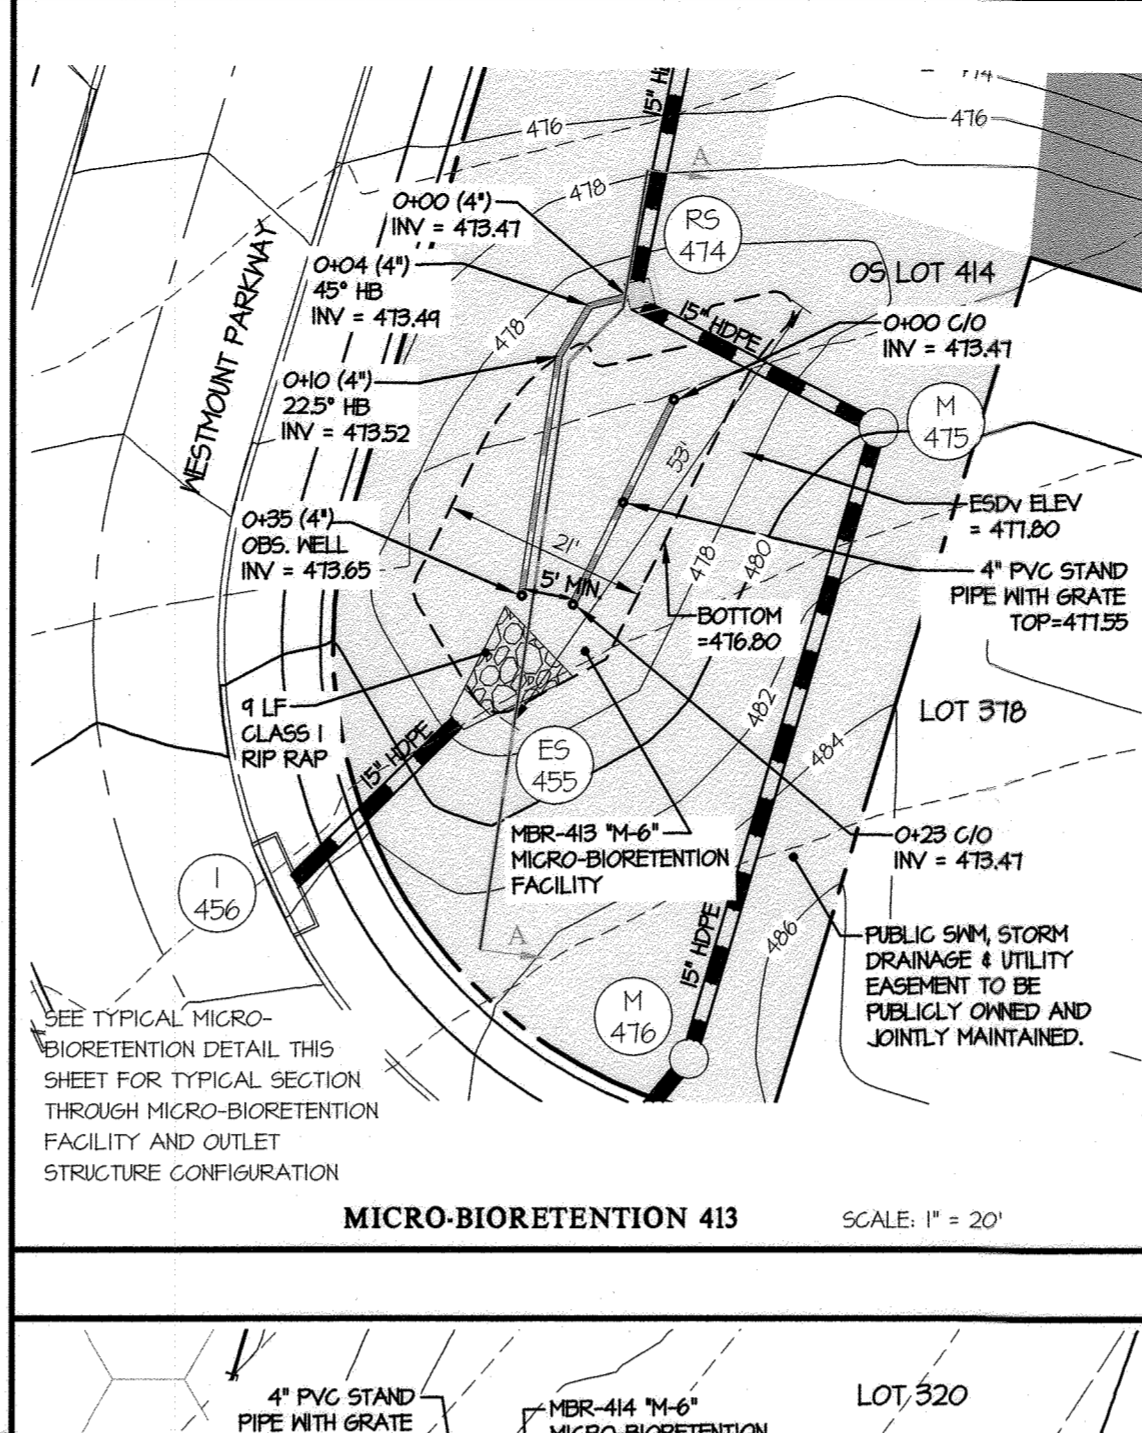 15" H
714
476
476
A
478
0+00 (4")
INV = 473.47
RS
474
WESTMOUNT PARKWAY
0+04 (4")
45° HB
INV = 473.49
OS LOT 414
15" HDPE
478
0+00 C/O
INV = 473.47
0+10 (4")
22.5° HB
INV = 473.52
M
475
53'
ESDv ELEV
= 477.80
0+35 (4")
OBS. WELL
INV = 473.65
21'
5' MIN.
478
480
4" PVC STAND
PIPE WITH GRATE
TOP=477.55
BOTTOM
=476.80
9 LF
CLASS I
RIP RAP
15" HDPE
482
LOT 378
484
ES
455
MBR-413 "M-6"
MICRO-BIORETENTION
FACILITY
0+23 C/O
INV = 473.47
I
456
A
15" HDPE
486
PUBLIC SWM, STORM
DRAINAGE & UTILITY
EASEMENT TO BE
PUBLICLY OWNED AND
JOINTLY MAINTAINED.
M
476
SEE TYPICAL MICRO-
BIORETENTION DETAIL THIS
SHEET FOR TYPICAL SECTION
THROUGH MICRO-BIORETENTION
FACILITY AND OUTLET
STRUCTURE CONFIGURATION
MICRO-BIORETENTION 413
SCALE: 1" = 20'
4" PVC STAND
PIPE WITH GRATE
MBR-414 "M-6"
MICRO-BIORETENTION
LOT 320